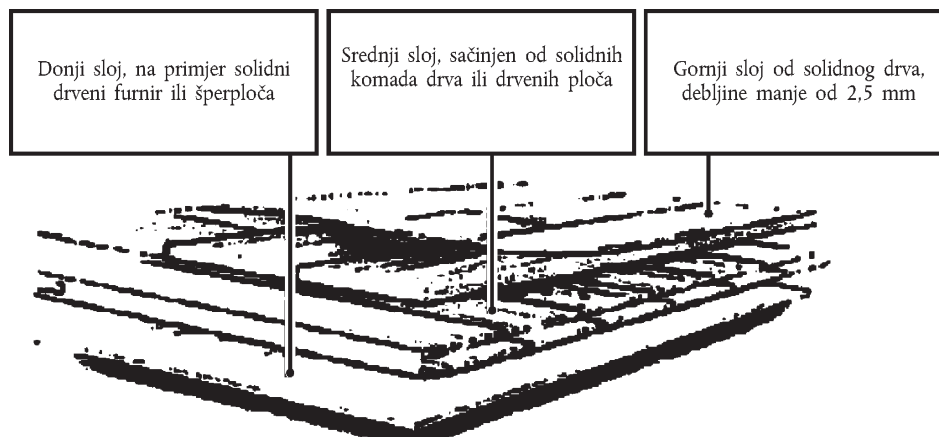 Donji sloj, na primjer solidni
drveni furnir ili šperploča
Srednji sloj, sačinjen od solidnih
komada drva ili drvenih ploča
Gornji sloj od solidnog drva,
debljine manje od 2,5 mm